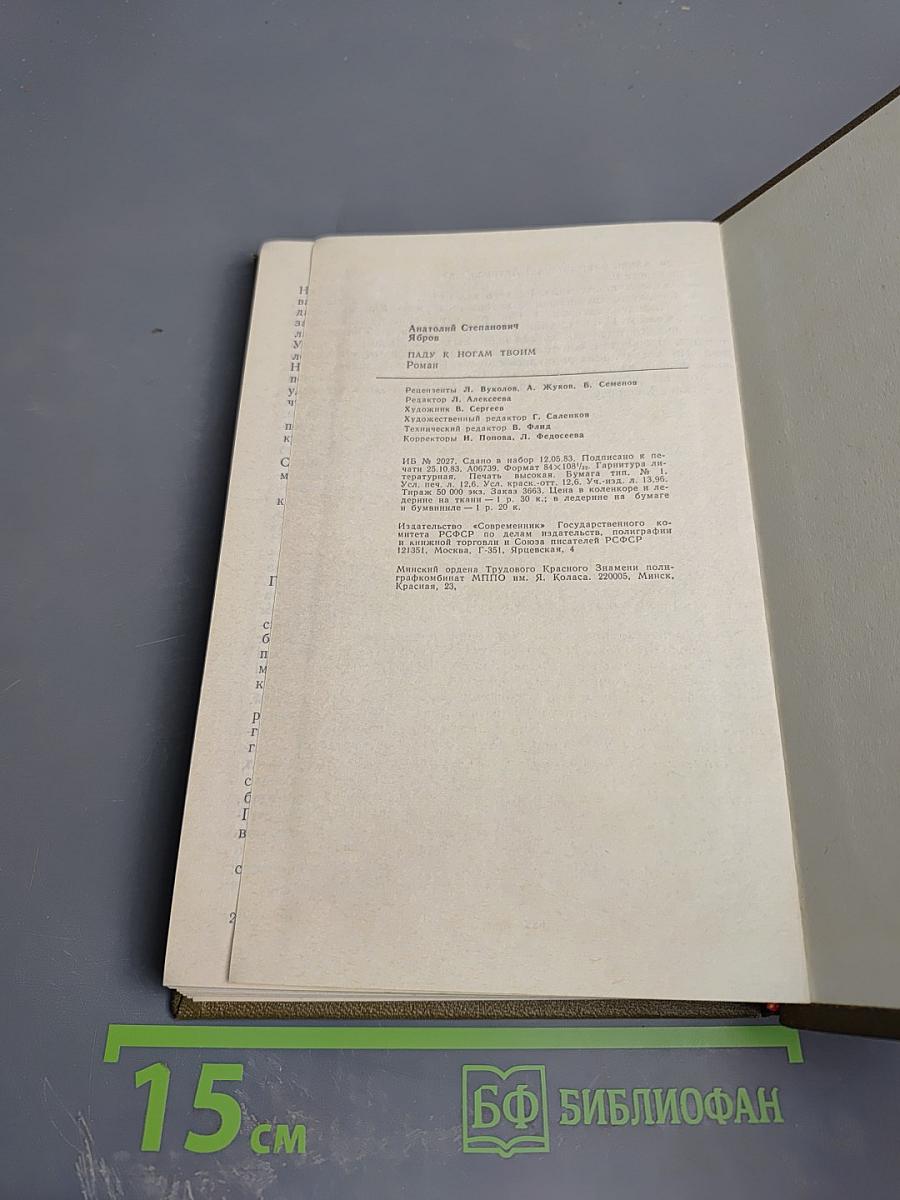 Анатолий Степанович
Ябров
ПАДУ К НОГАМ ТВОИМ
Роман
Рецензенты Л. Вуколов, А. Жуков, Б. Семенов
Редактор Л. Алексеева
Художник В. Сергеев
Художественный редактор Г. Саленков
Технический редактор В. Флид
Корректоры И. Попова, Л. Федосеева
ИБ № 2027. Сдано в набор 12.05.83. Подписано к пе-
чати 25.10.83. А06739. Формат 84×108¹/₃₂. Гарнитура ли-
тературная. Печать высокая. Бумага тип. № 1.
Усл. печ. л. 12,6. Усл. краск.-отт. 12,6. Уч.-изд. л. 13,96.
Тираж 50 000 экз. Заказ 3663. Цена в коленкоре и ле-
дерине на ткани — 1 р. 30 к.; в ледерине на бумаге
и бумвиниле — 1 р. 20 к.
Издательство «Современник» Государственного ко-
митета РСФСР по делам издательств, полиграфии
и книжной торговли и Союза писателей РСФСР
121351, Москва, Г-351, Ярцевская, 4
Минский ордена Трудового Красного Знамени поли-
графкомбинат МППО им. Я. Коласа. 220005, Минск,
Красная, 23,
15 см
БФ БИБЛИОФАН